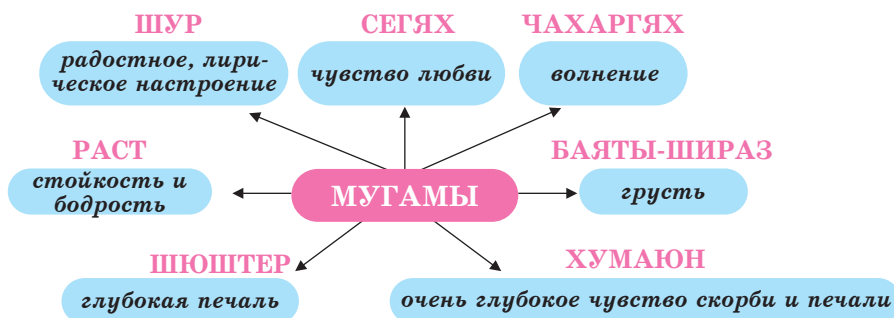 ШУР
радостное, лири-
ческое настроение
СЕГЯХ
чувство любви
ЧАХАРГЯХ
волнение
РАСТ
стойкость и
бодрость
МУГАМЫ
БАЯТЫ-ШИРАЗ
грусть
ШЮШТЕР
глубокая печаль
ХУМАЮН
очень глубокое чувство скорби и печали